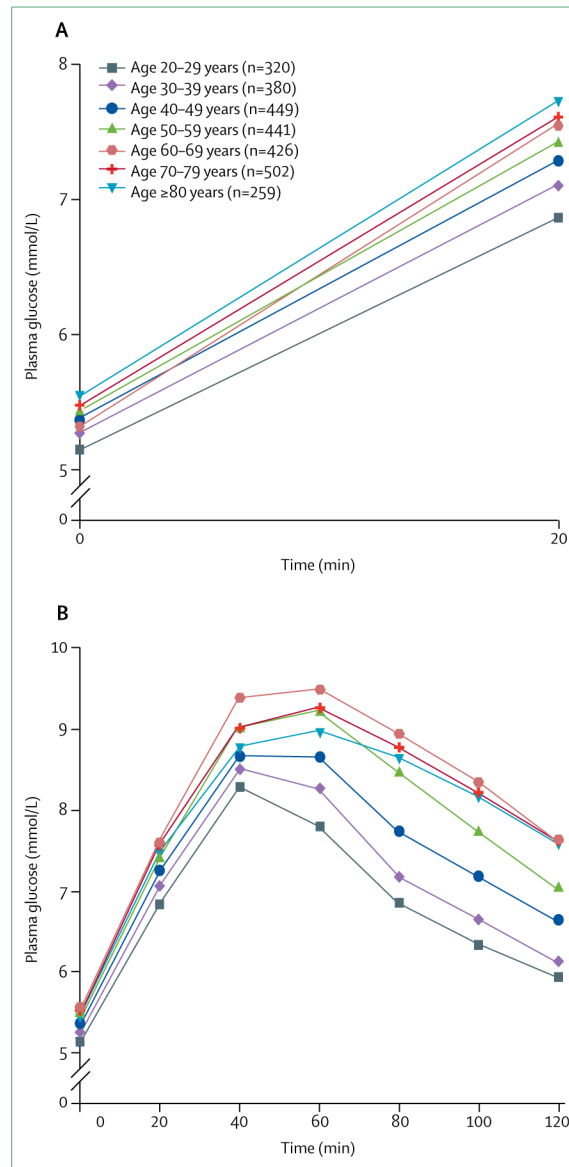 A
8
7
6
5
0
Plasma glucose (mmol/L)
Age 20–29 years (n=320)
Age 30–39 years (n=380)
Age 40–49 years (n=449)
Age 50–59 years (n=441)
Age 60–69 years (n=426)
Age 70–79 years (n=502)
Age ≥80 years (n=259)
0 20
Time (min)
B
10
9
8
7
6
5
0
Plasma glucose (mmol/L)
0 20 40 60 80 100 120
Time (min)